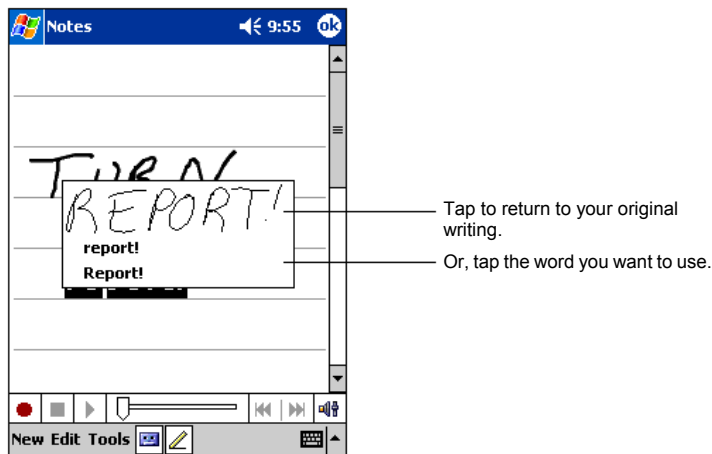 Notes 9:55 ok
TURN
REPORT!
report!
Report!
New Edit Tools
Tap to return to your original
writing.
Or, tap the word you want to use.